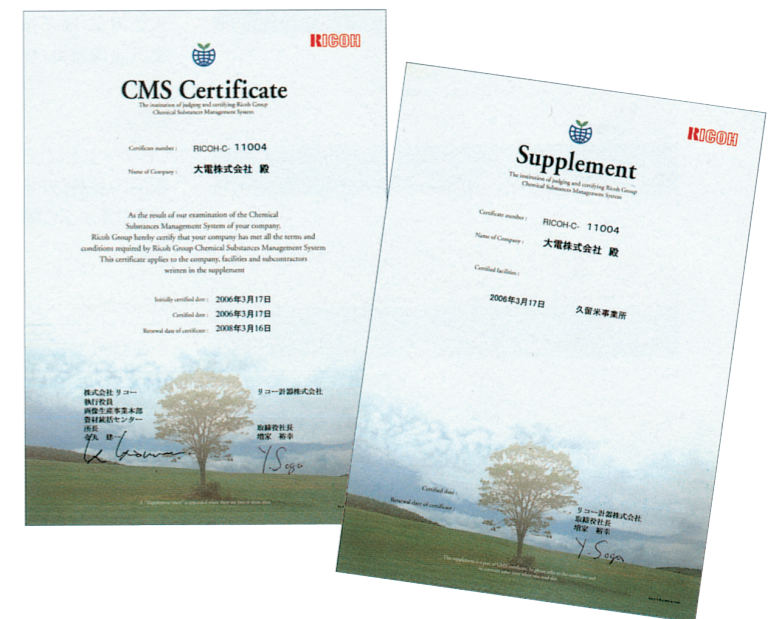 RICOH
CMS Certificate
The institution of judging and certifying Ricoh Group
Chemical Substances Management System
Certificate number : RICOH-C- 11004
Name of Company : 大電株式会社 殿
As the result of our examination of the Chemical
Substances Management System of your company,
Ricoh Group hereby certify that your company has met all the terms and
conditions required by Ricoh Group Chemical Substances Management System
This certificate applies to the company, facilities and subcontractors
written in the supplement
Initially certified date : 2006年3月17日
Certified date : 2006年3月17日
Renewal date of certificate : 2008年3月16日
株式会社リコー
執行役員
画像生産事業本部
資材統括センター
所長
リコー計器株式会社
取締役社長
増家 裕幸
Y. Soga
RICOH
Supplement
The institution of judging and certifying Ricoh Group
Chemical Substances Management System
Certificate number : RICOH-C- 11004
Name of Company : 大電株式会社 殿
Certified facilities :
2006年3月17日 久留米事業所
Certified date :
Renewal date of certificate :
リコー計器株式会社
取締役社長
増家 裕幸
Y. Soga